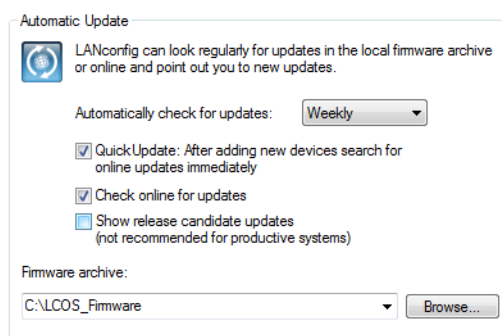 Automatic Update
LANconfig can look regularly for updates in the local firmware archive
or online and point out you to new updates.
Automatically check for updates: Weekly
QuickUpdate: After adding new devices search for
online updates immediately
Check online for updates
Show release candidate updates
(not recommended for productive systems)
Firmware archive:
C:\LCOS_Firmware Browse...